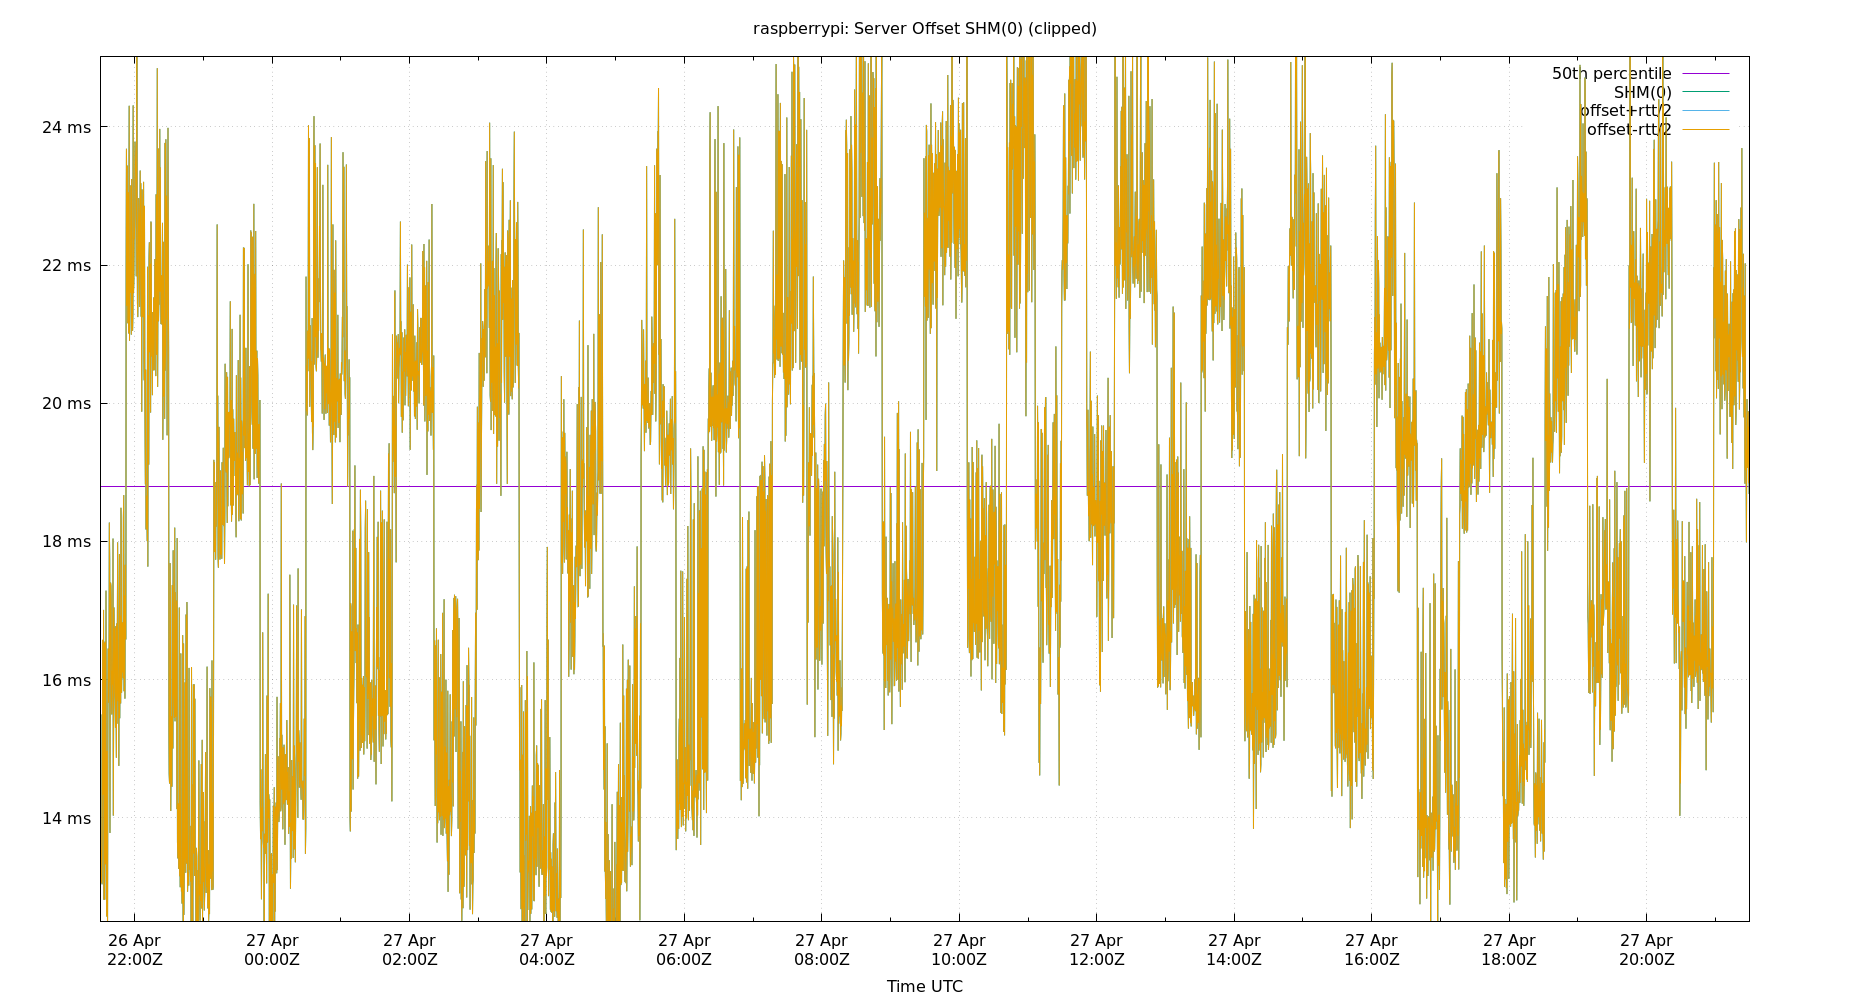 raspberrypi: Server Offset SHM(0) (clipped)
50th percentile
SHM(0)
offset+rtt/2
offset-rtt/2
24 ms
22 ms
20 ms
18 ms
16 ms
14 ms
26 Apr 27 Apr 27 Apr 27 Apr 27 Apr 27 Apr 27 Apr 27 Apr 27 Apr 27 Apr 27 Apr 27 Apr
22:00Z 00:00Z 02:00Z 04:00Z 06:00Z 08:00Z 10:00Z 12:00Z 14:00Z 16:00Z 18:00Z 20:00Z
Time UTC